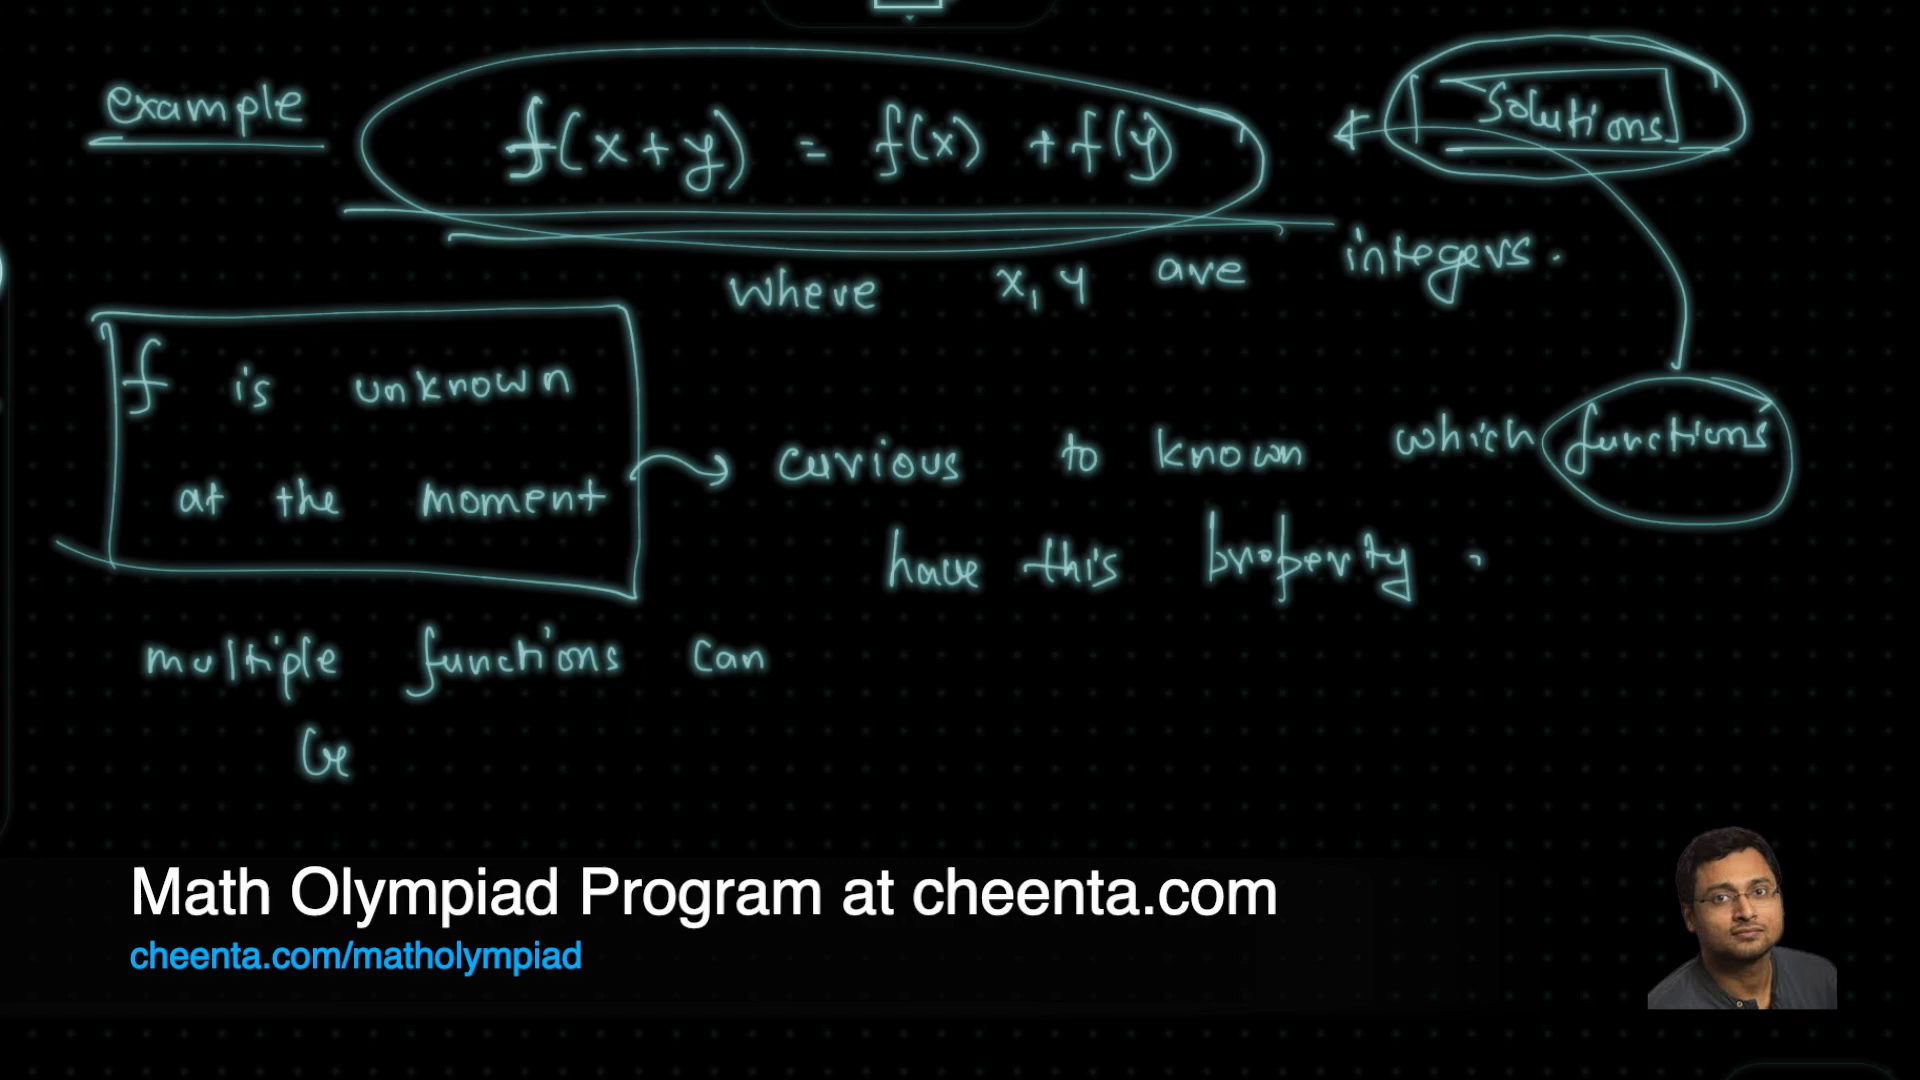 example f(x+y) = f(x) + f(y) solutions
where x, y are integers.
f is unknown
at the moment
curious to known which functions
have this property.
multiple functions can
be
Math Olympiad Program at cheenta.com
cheenta.com/matholympiad